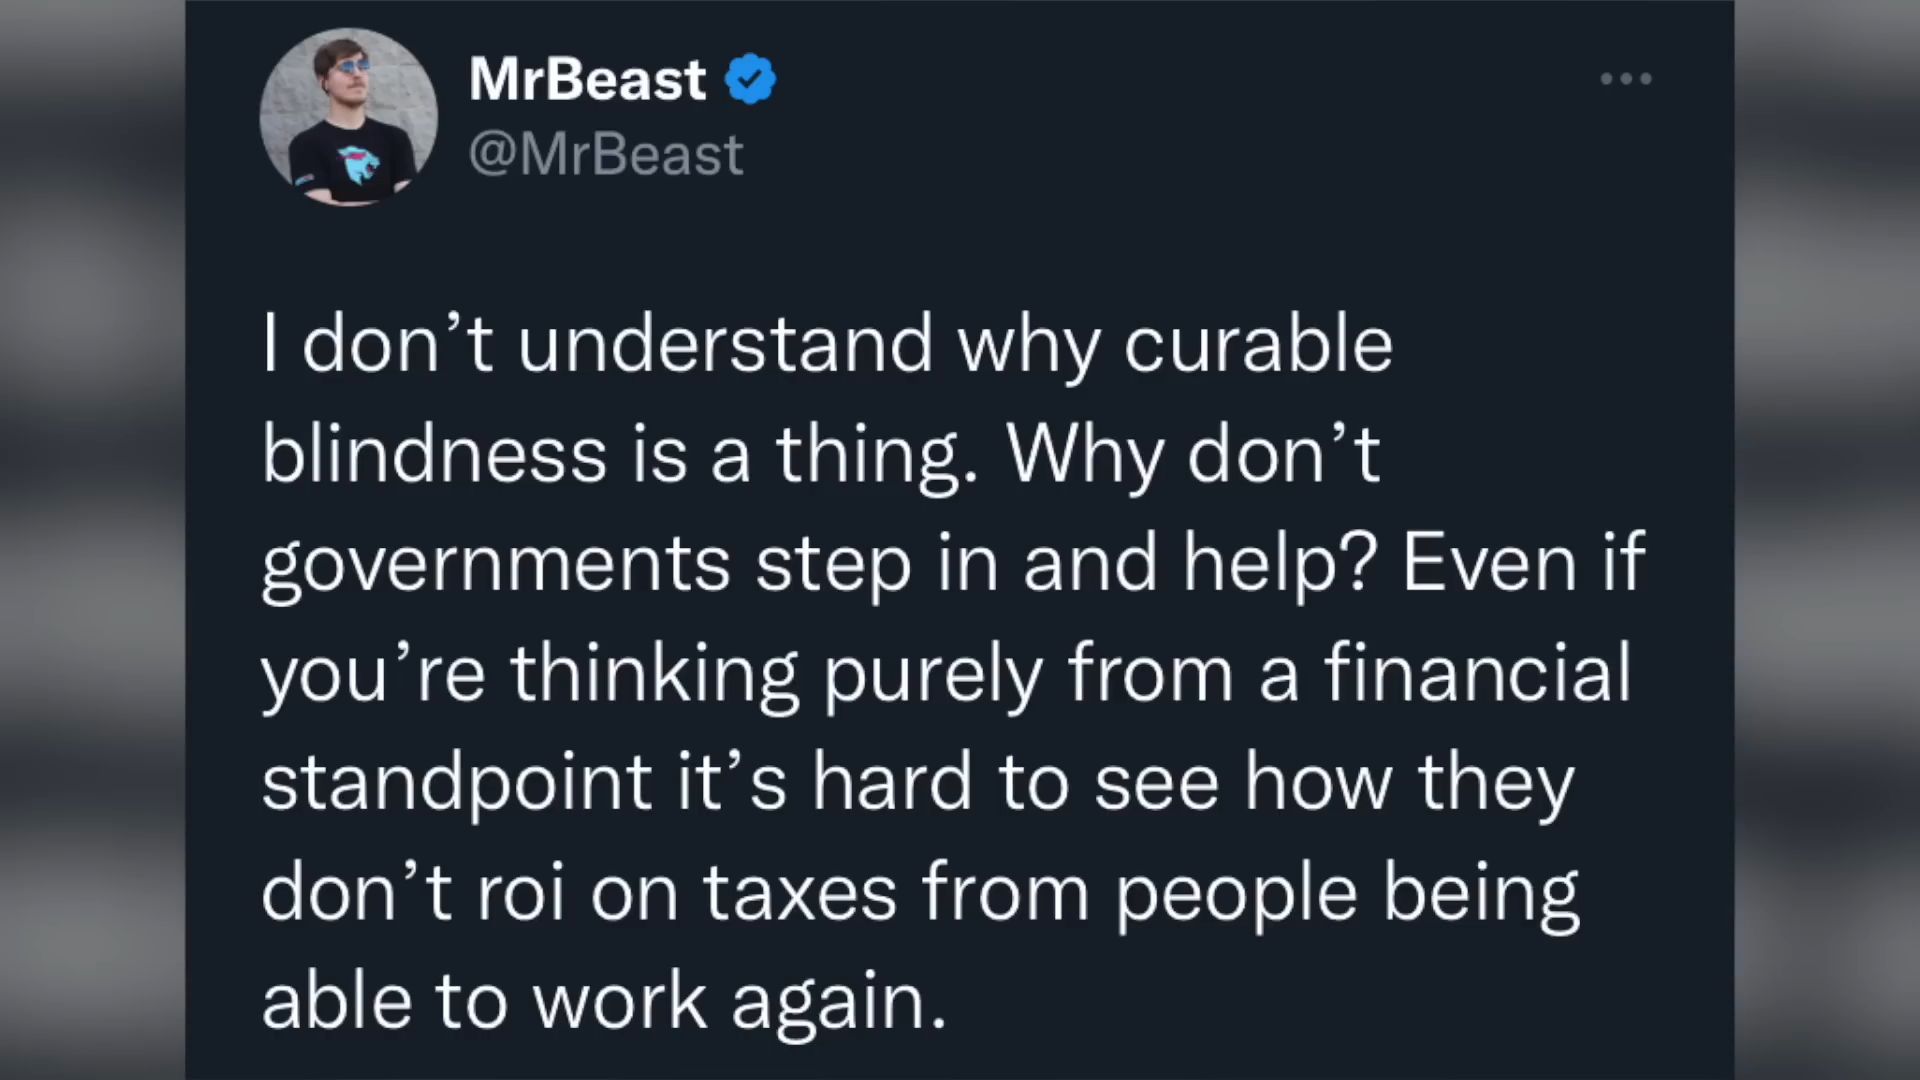 MrBeast
@MrBeast
I don’t understand why curable
blindness is a thing. Why don’t
governments step in and help? Even if
you’re thinking purely from a financial
standpoint it’s hard to see how they
don’t roi on taxes from people being
able to work again.